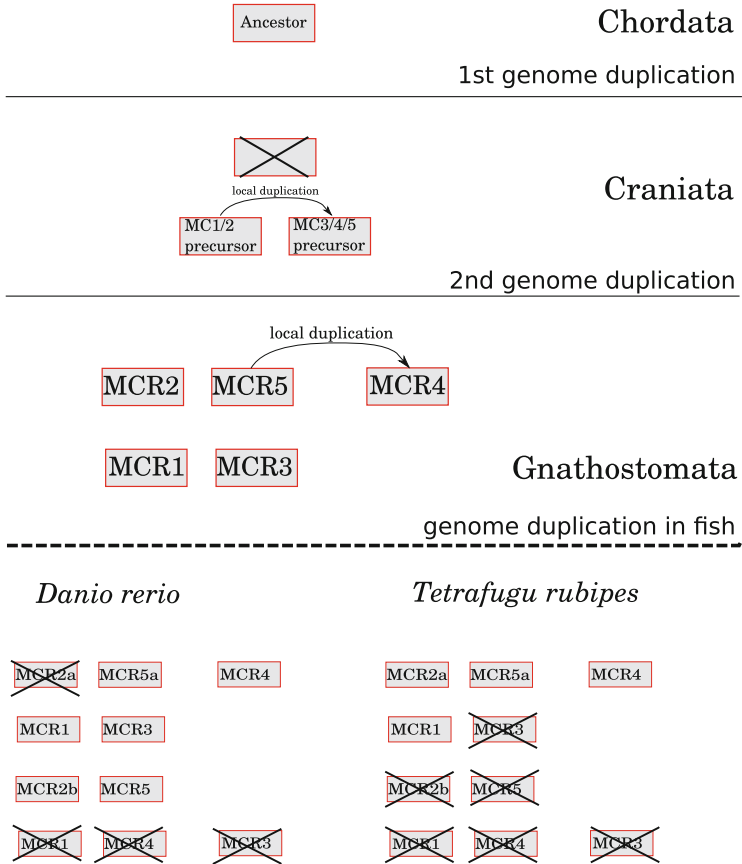 Ancestor
Chordata
1st genome duplication
local duplication
Craniata
MC1/2
precursor
MC3/4/5
precursor
2nd genome duplication
local duplication
MCR2 MCR5 MCR4
MCR1 MCR3
Gnathostomata
genome duplication in fish
Danio rerio
Tetrafugu rubipes
MCR2a MCR5a MCR4 MCR2a MCR5a MCR4
MCR1 MCR3 MCR1 MCR3
MCR2b MCR5 MCR2b MCR5
MCR1 MCR4 MCR3 MCR1 MCR4 MCR3